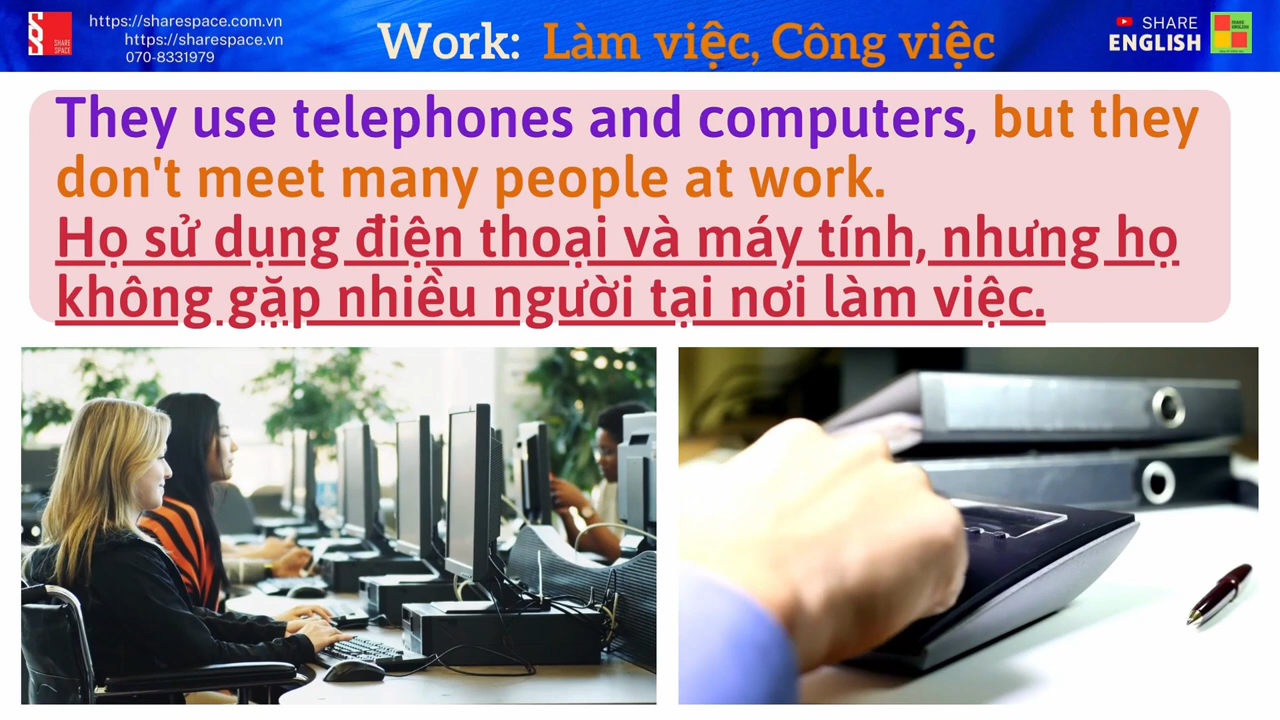 https://sharespace.com.vn
https://sharespace.vn
070-8331979
SHARE
SPACE
Work: Làm việc, Công việc
SHARE
ENGLISH
They use telephones and computers, but they
don't meet many people at work.
Họ sử dụng điện thoại và máy tính, nhưng họ
không gặp nhiều người tại nơi làm việc.